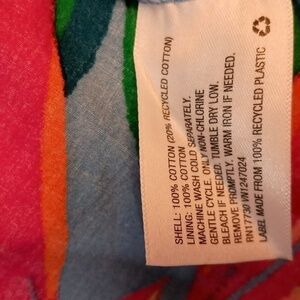 SHELL: 100% COTTON (20% RECYCLED COTTON)
LINING: 100% COTTON
MACHINE WASH COLD SEPARATELY.
GENTLE CYCLE. ONLY NON-CHLORINE
BLEACH IF NEEDED. TUMBLE DRY LOW.
REMOVE PROMPTLY. WARM IRON IF NEEDED.
RN17730 VN1247024
LABEL MADE FROM 100% RECYCLED PLASTIC